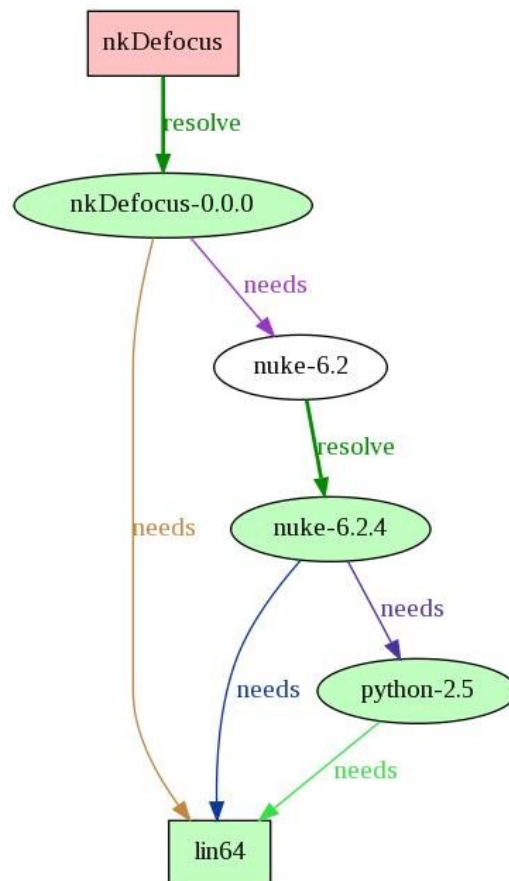 nkDefocus
resolve
nkDefocus-0.0.0
needs
nuke-6.2
resolve
needs
nuke-6.2.4
needs
needs
python-2.5
needs
lin64